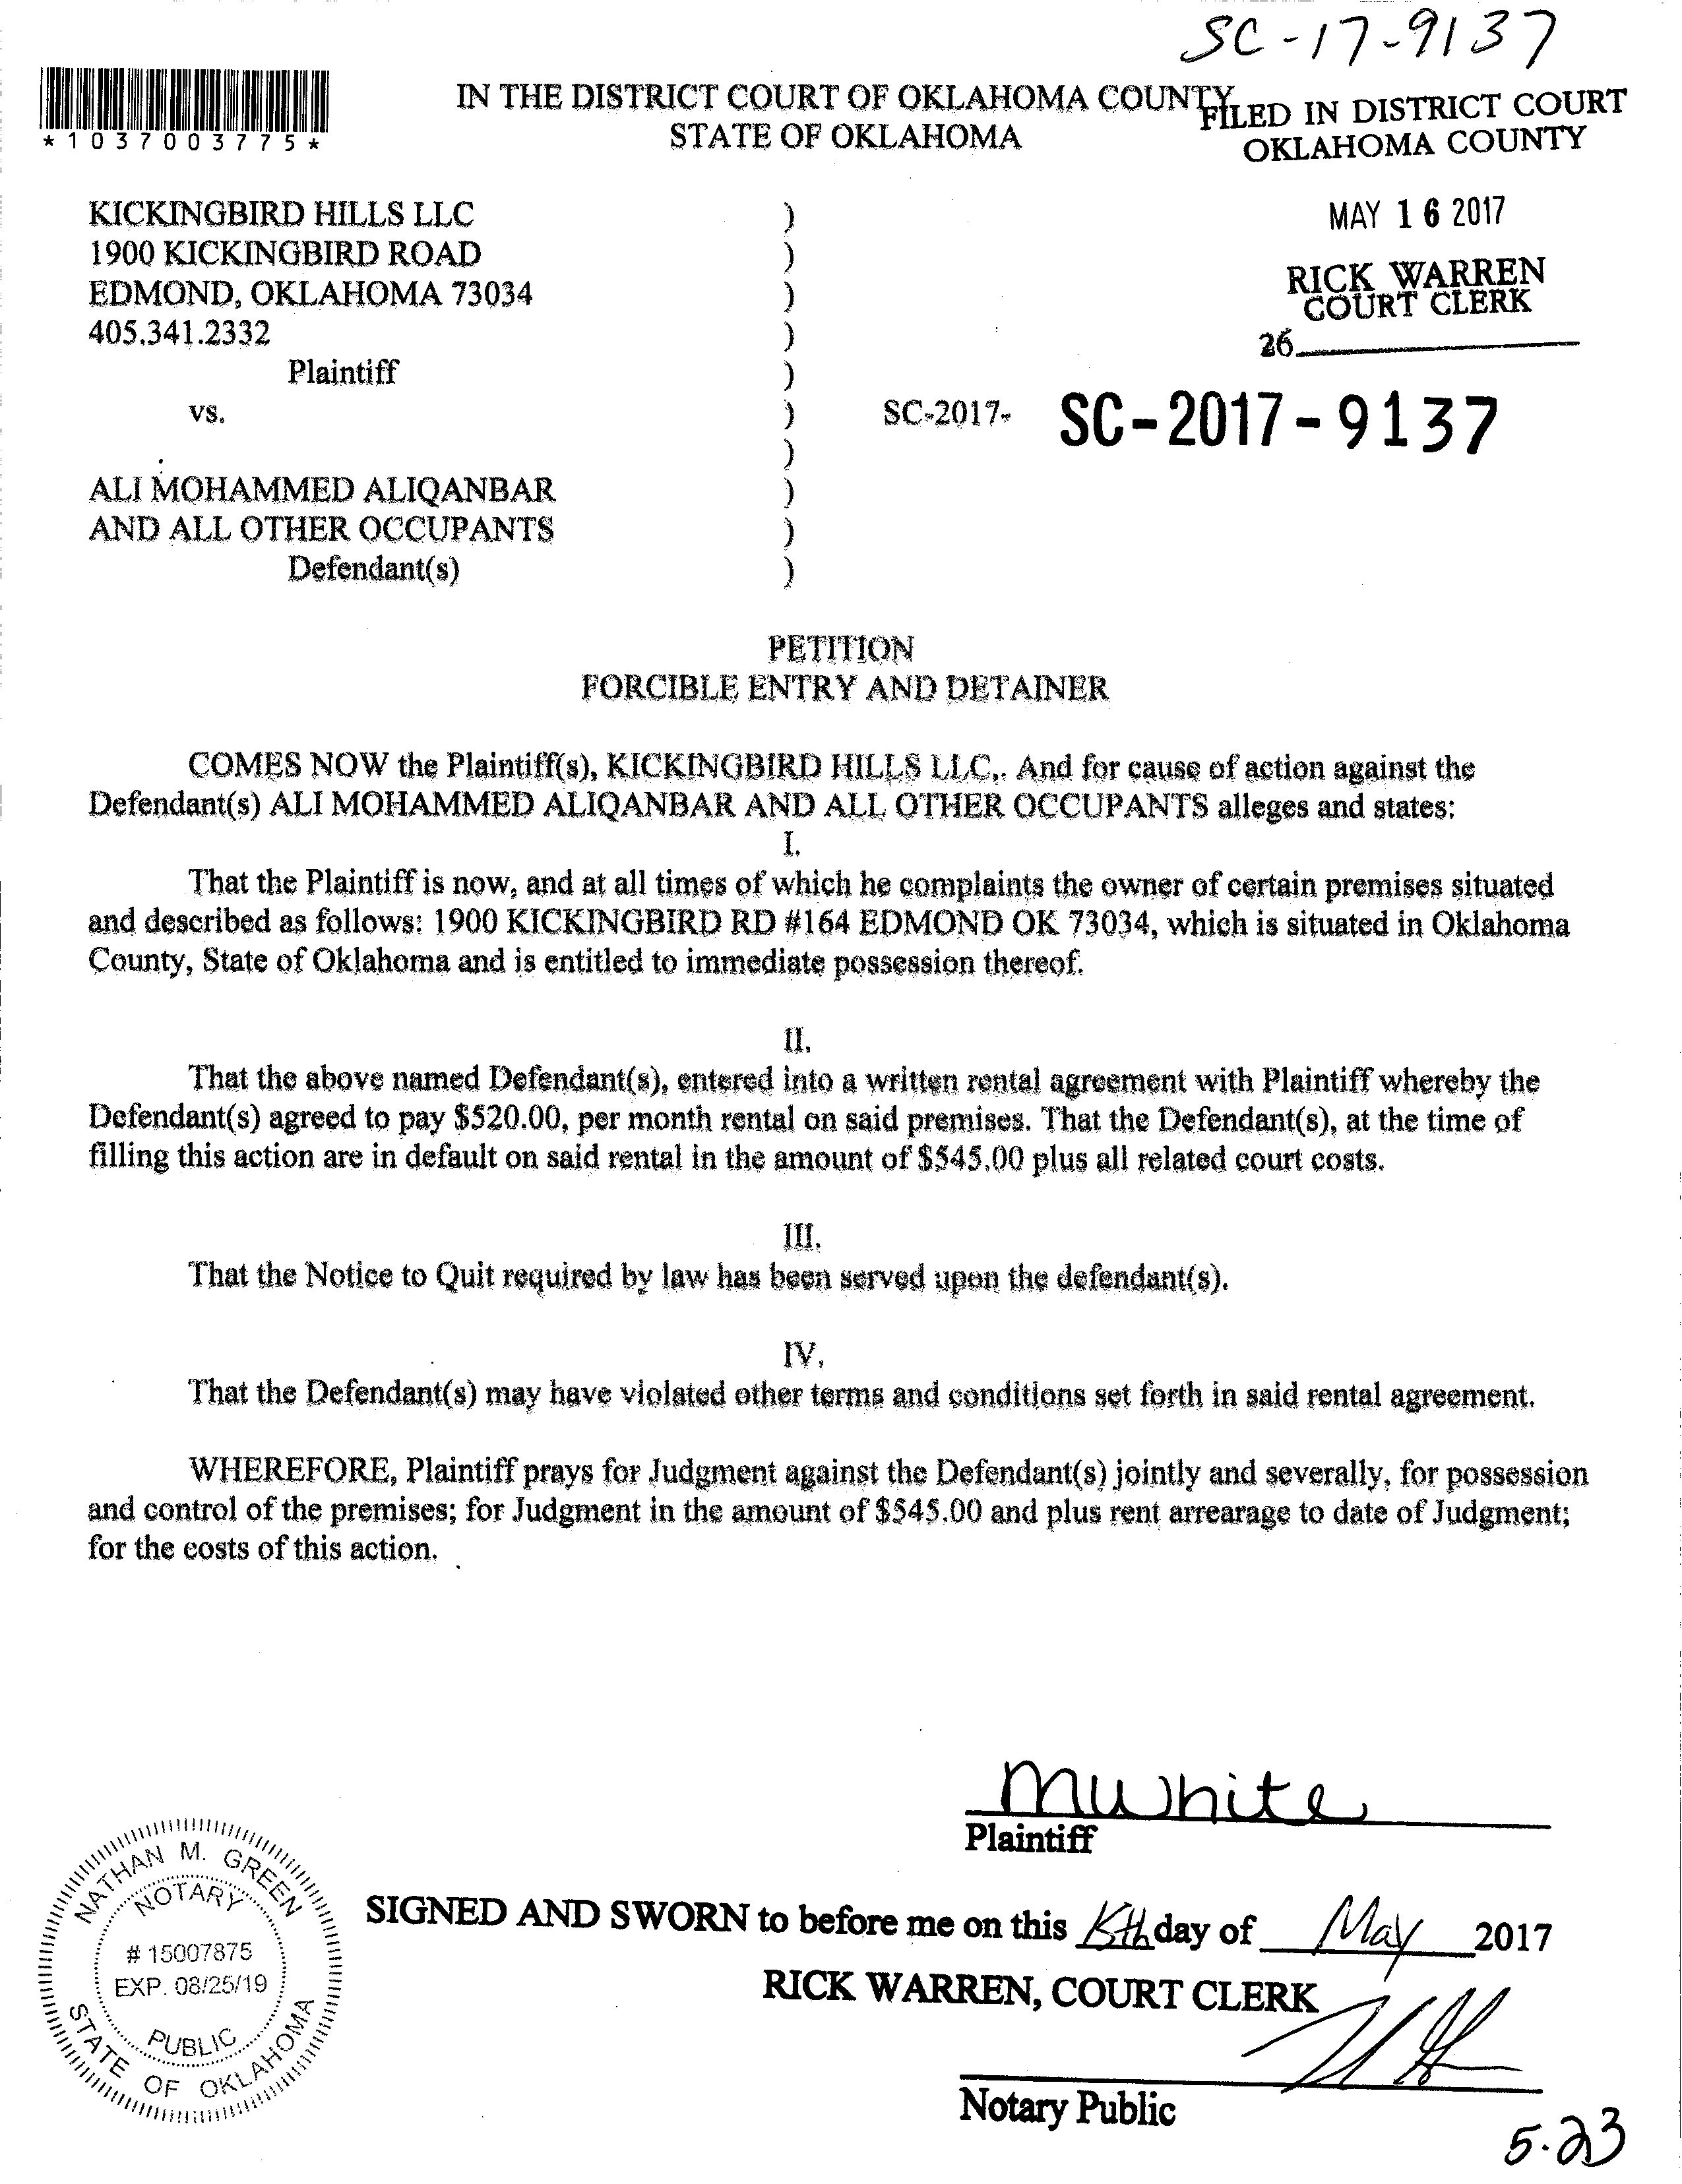 SC-17-9137
*1037003775*
IN THE DISTRICT COURT OF OKLAHOMA COUNTY
STATE OF OKLAHOMA
FILED IN DISTRICT COURT
OKLAHOMA COUNTY
MAY 16 2017
RICK WARREN
COURT CLERK
26
KICKINGBIRD HILLS LLC )
1900 KICKINGBIRD ROAD )
EDMOND, OKLAHOMA 73034 )
405.341.2332 )
Plaintiff )
vs. ) SC-2017- SC-2017-9137
)
ALI MOHAMMED ALIQANBAR )
AND ALL OTHER OCCUPANTS )
Defendant(s) )
PETITION
FORCIBLE ENTRY AND DETAINER
COMES NOW the Plaintiff(s), KICKINGBIRD HILLS LLC,. And for cause of action against the
Defendant(s) ALI MOHAMMED ALIQANBAR AND ALL OTHER OCCUPANTS alleges and states:
I.
That the Plaintiff is now, and at all times of which he complaints the owner of certain premises situated
and described as follows: 1900 KICKINGBIRD RD #164 EDMOND OK 73034, which is situated in Oklahoma
County, State of Oklahoma and is entitled to immediate possession thereof.
II.
That the above named Defendant(s), entered into a written rental agreement with Plaintiff whereby the
Defendant(s) agreed to pay $520.00, per month rental on said premises. That the Defendant(s), at the time of
filling this action are in default on said rental in the amount of $545.00 plus all related court costs.
III.
That the Notice to Quit required by law has been served upon the defendant(s).
IV.
That the Defendant(s) may have violated other terms and conditions set forth in said rental agreement.
WHEREFORE, Plaintiff prays for Judgment against the Defendant(s) jointly and severally, for possession
and control of the premises; for Judgment in the amount of $545.00 and plus rent arrearage to date of Judgment;
for the costs of this action.
MWhite
Plaintiff
NATHAN M. GREEN
NOTARY
# 15007875
EXP. 08/25/19
PUBLIC
STATE OF OKLAHOMA
SIGNED AND SWORN to before me on this 15th day of May 2017
RICK WARREN, COURT CLERK
Notary Public
5.23